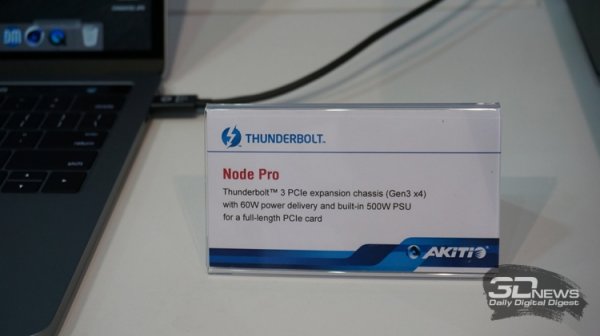 THUNDERBOLT™
Node Pro
Thunderbolt™ 3 PCIe expansion chassis (Gen3 x4)
with 60W power delivery and built-in 500W PSU
for a full-length PCIe card
AKITIO
3DNEWS
Daily Digital Digest